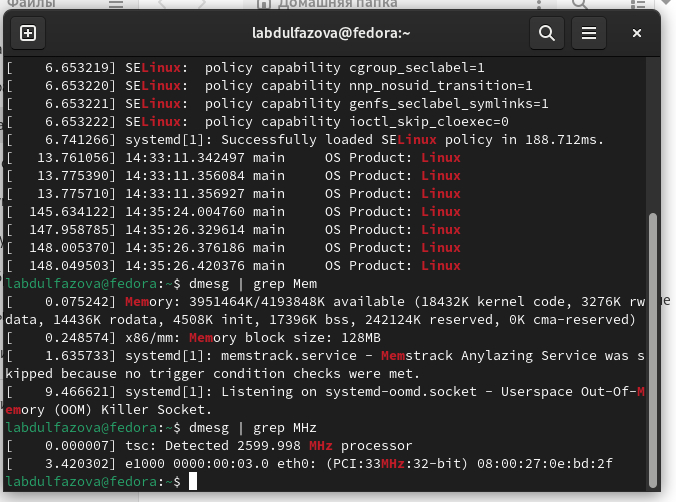 Файлы
Домашняя папка
labdulfazova@fedora:~
[    6.653219] SELinux:  policy capability cgroup_seclabel=1
[    6.653220] SELinux:  policy capability nnp_nosuid_transition=1
[    6.653221] SELinux:  policy capability genfs_seclabel_symlinks=1
[    6.653222] SELinux:  policy capability ioctl_skip_cloexec=0
[    6.741266] systemd[1]: Successfully loaded SELinux policy in 188.712ms.
[   13.761056] 14:33:11.342497 main     OS Product: Linux
[   13.775390] 14:33:11.356084 main     OS Product: Linux
[   13.775710] 14:33:11.356927 main     OS Product: Linux
[  145.634122] 14:35:24.004760 main     OS Product: Linux
[  147.958785] 14:35:26.329614 main     OS Product: Linux
[  148.005370] 14:35:26.376186 main     OS Product: Linux
[  148.049503] 14:35:26.420376 main     OS Product: Linux
labdulfazova@fedora:~$ dmesg | grep Mem
[    0.075242] Memory: 3951464K/4193848K available (18432K kernel code, 3276K rw
data, 14436K rodata, 4508K init, 17396K bss, 242124K reserved, 0K cma-reserved)
[    0.248574] x86/mm: Memory block size: 128MB
[    1.635733] systemd[1]: memstrack.service - Memstrack Anylazing Service was s
kipped because no trigger condition checks were met.
[    9.466621] systemd[1]: Listening on systemd-oomd.socket - Userspace Out-Of-M
emory (OOM) Killer Socket.
labdulfazova@fedora:~$ dmesg | grep MHz
[    0.000007] tsc: Detected 2599.998 MHz processor
[    3.420302] e1000 0000:00:03.0 eth0: (PCI:33MHz:32-bit) 08:00:27:0e:bd:2f
labdulfazova@fedora:~$